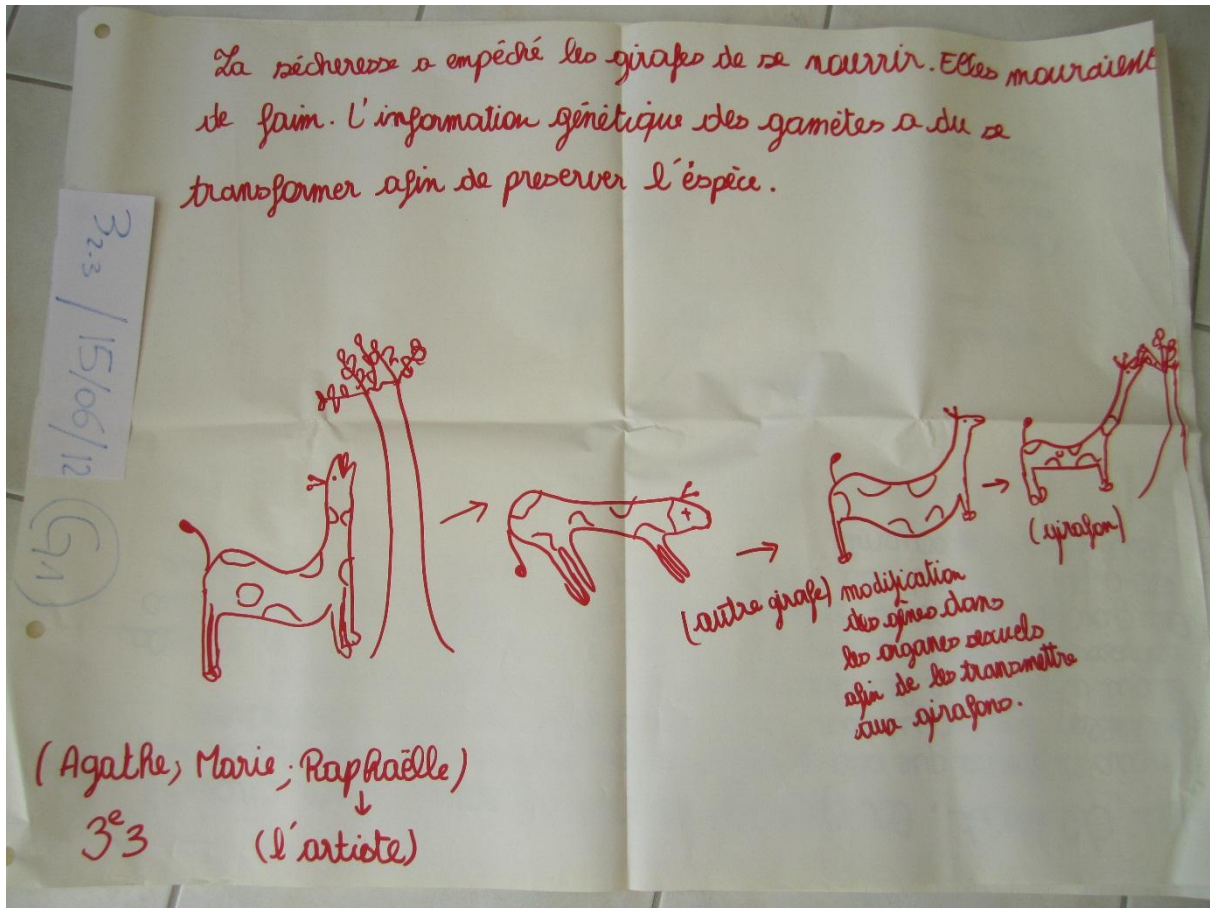 La sécheresse a empéché les girafes de se nourrir. Elles mouraient
de faim. L'information génétique des gamètes a du se
transformer afin de preserver l'éspèce.
3 2.3 / 15/06/12
G1
(girafon)
(autre girafe) modification
des gênes dans
les organes sexuels
afin de les transmettre
aux girafons.
(Agathe, Marie; Raphaëlle)
3e3 (l'artiste)